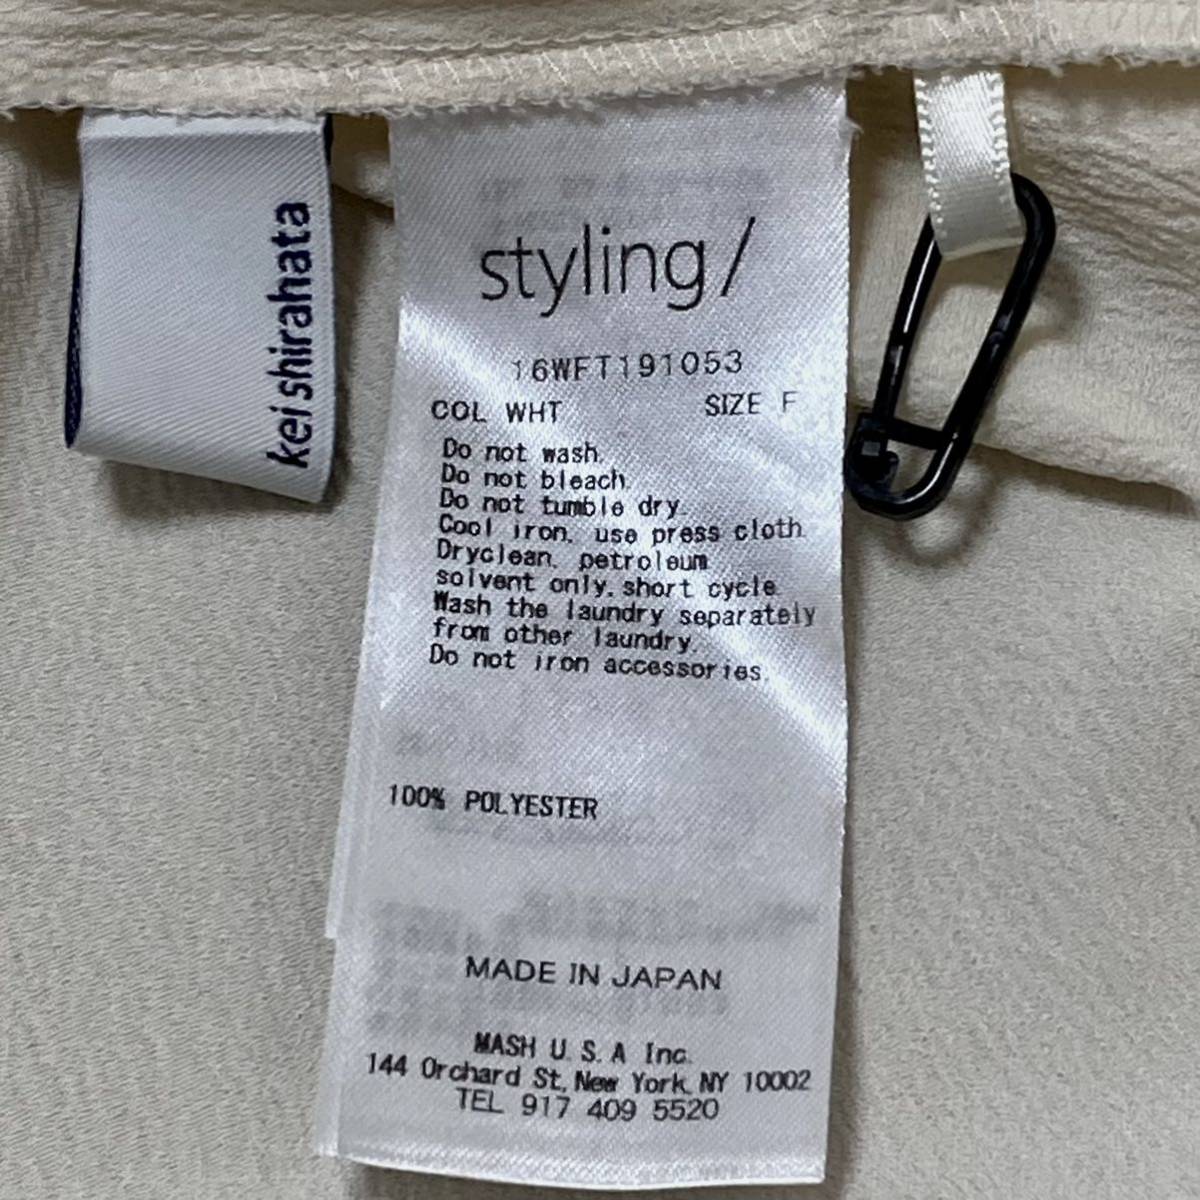 kei shirahata
styling/
16WFT191053
COL WHT SIZE F
Do not wash.
Do not bleach.
Do not tumble dry.
Cool iron, use press cloth.
Dryclean, petroleum
solvent only, short cycle.
Wash the laundry separately
from other laundry.
Do not iron accessories.
100% POLYESTER
MADE IN JAPAN
MASH U.S.A Inc.
144 Orchard St, New York, NY 10002
TEL 917 409 5520